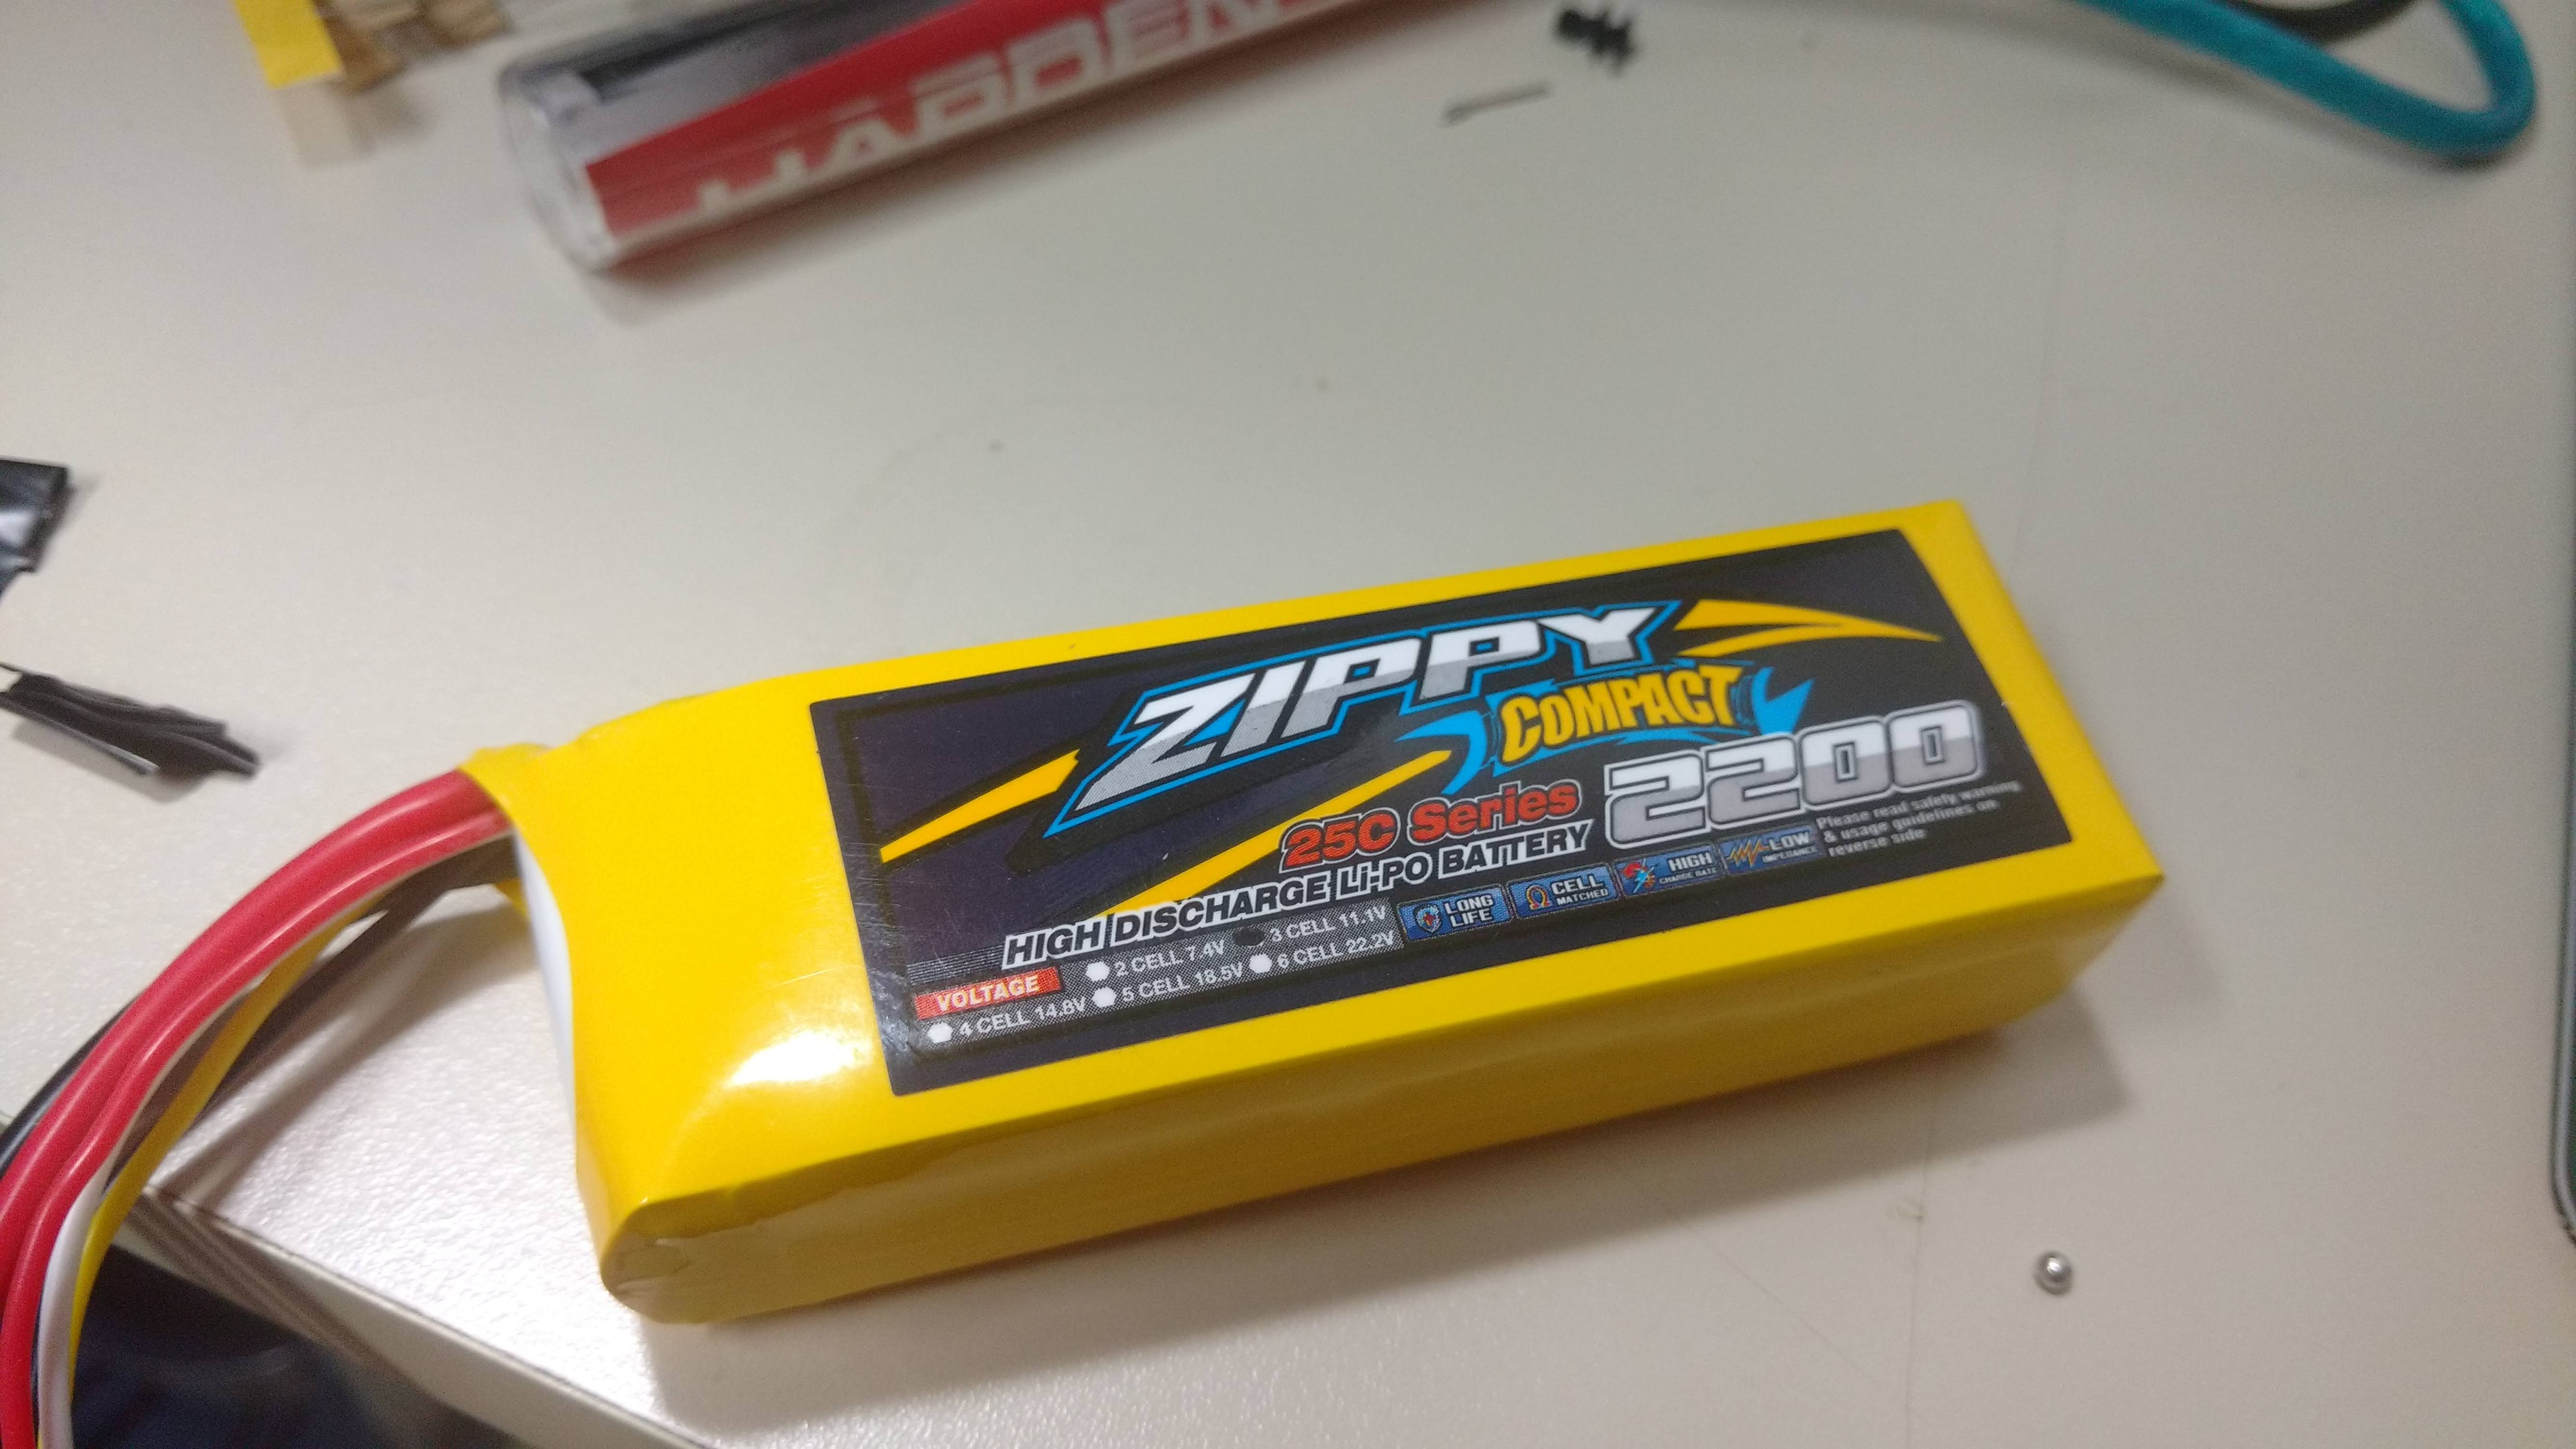 ZIPPY
COMPACT
25C Series 2200
HIGH DISCHARGE LI-PO BATTERY
Please read safety warning
& usage guidelines on
reverse side
VOLTAGE
2 CELL 7.4V
3 CELL 11.1V
4 CELL 14.8V
5 CELL 18.5V
6 CELL 22.2V
LONG
LIFE
CELL
MATCHED
HIGH
CHARGE RATE
LOW
IMPEDANCE